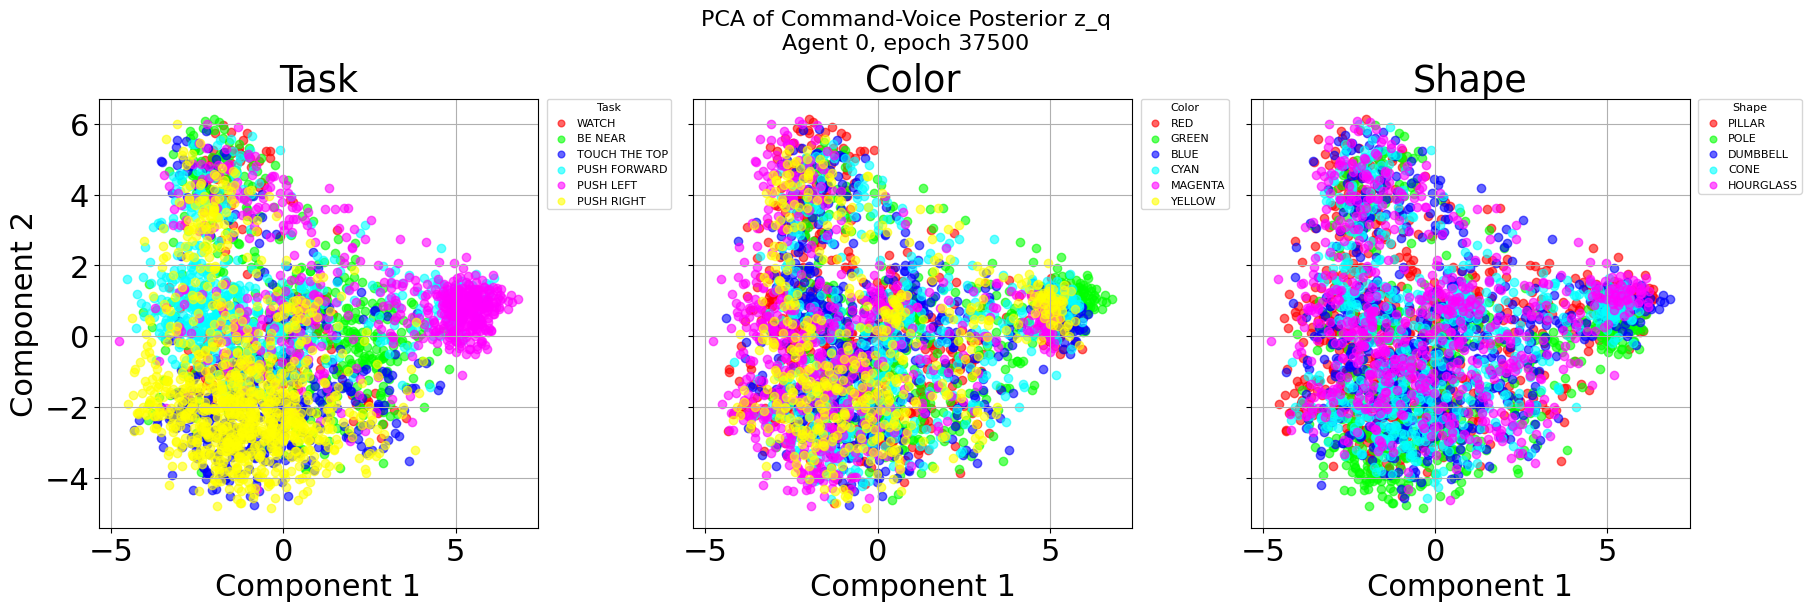 PCA of Command-Voice Posterior z_q
Agent 0, epoch 37500
Task
Color
Shape
6
4
2
0
−2
−4
Component 2
−5
0
5
Component 1
Task
WATCH
BE NEAR
TOUCH THE TOP
PUSH FORWARD
PUSH LEFT
PUSH RIGHT
−5
0
5
Component 1
Color
RED
GREEN
BLUE
CYAN
MAGENTA
YELLOW
−5
0
5
Component 1
Shape
PILLAR
POLE
DUMBBELL
CONE
HOURGLASS